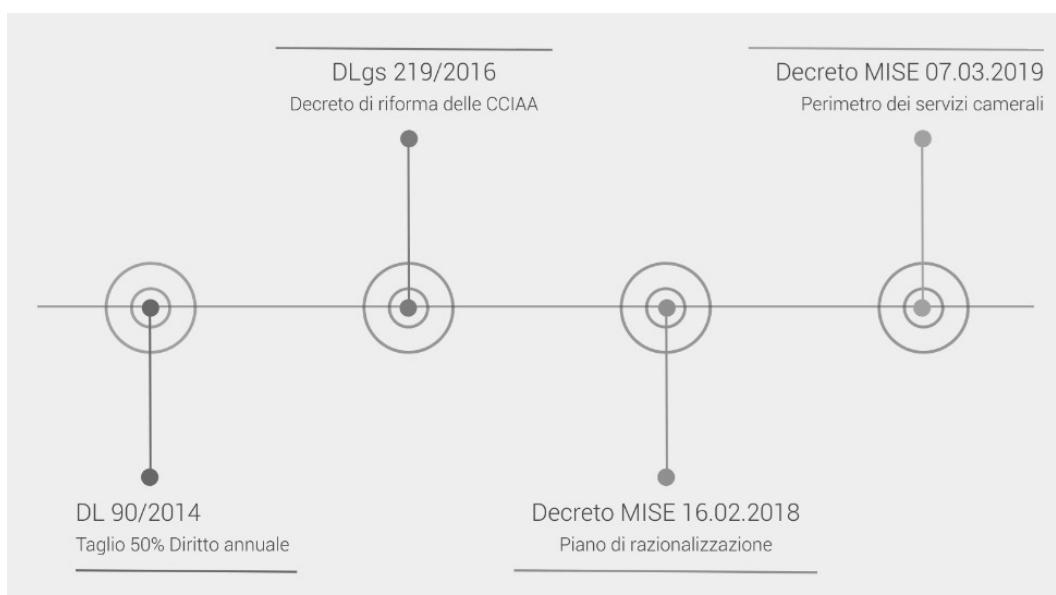 DLgs 219/2016
Decreto di riforma delle CCIAA
Decreto MISE 07.03.2019
Perimetro dei servizi camerali
DL 90/2014
Taglio 50% Diritto annuale
Decreto MISE 16.02.2018
Piano di razionalizzazione